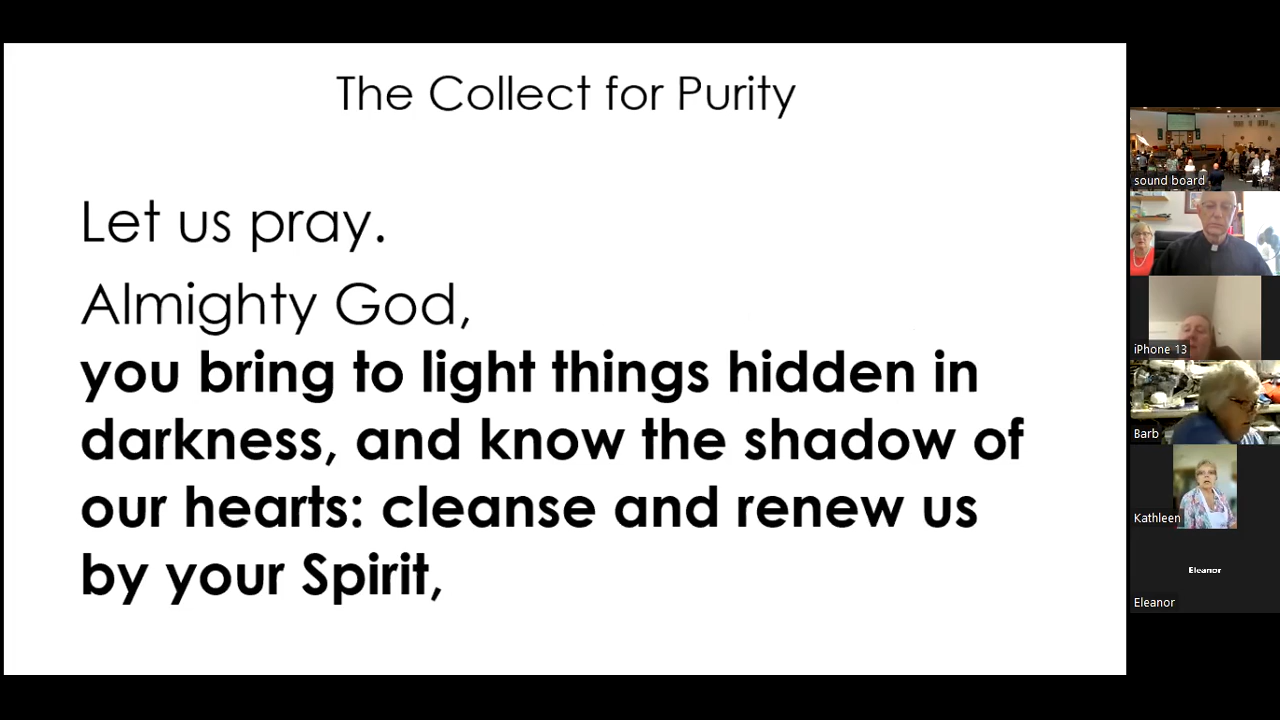 The Collect for Purity
Let us pray.
Almighty God,
you bring to light things hidden in
darkness, and know the shadow of
our hearts: cleanse and renew us
by your Spirit,
sound board
iPhone 13
Barb
Kathleen
Eleanor
Eleanor